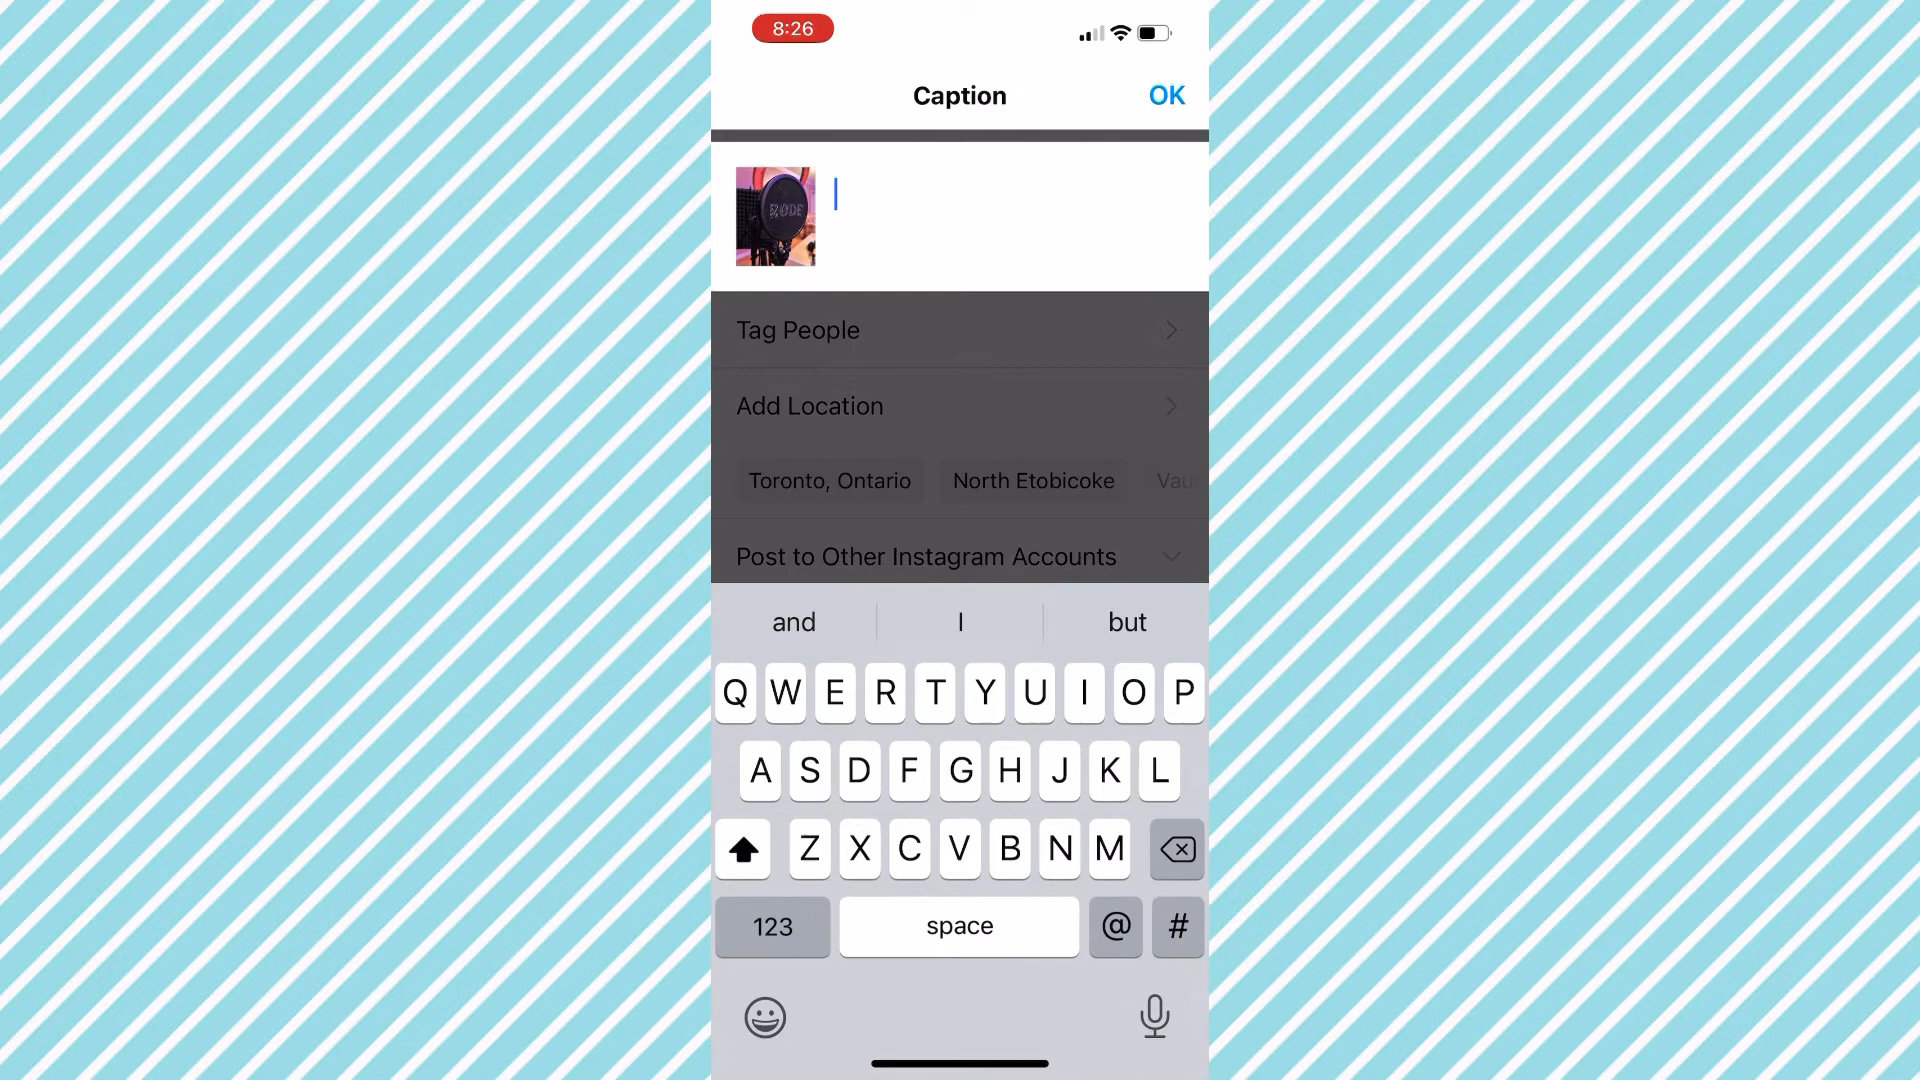 8:26
Caption
OK
RODE
Tag People
Add Location
Toronto, Ontario North Etobicoke
Post to Other Instagram Accounts
and I but
Q W E R T Y U I O P
A S D F G H J K L
Z X C V B N M
123 space @ #